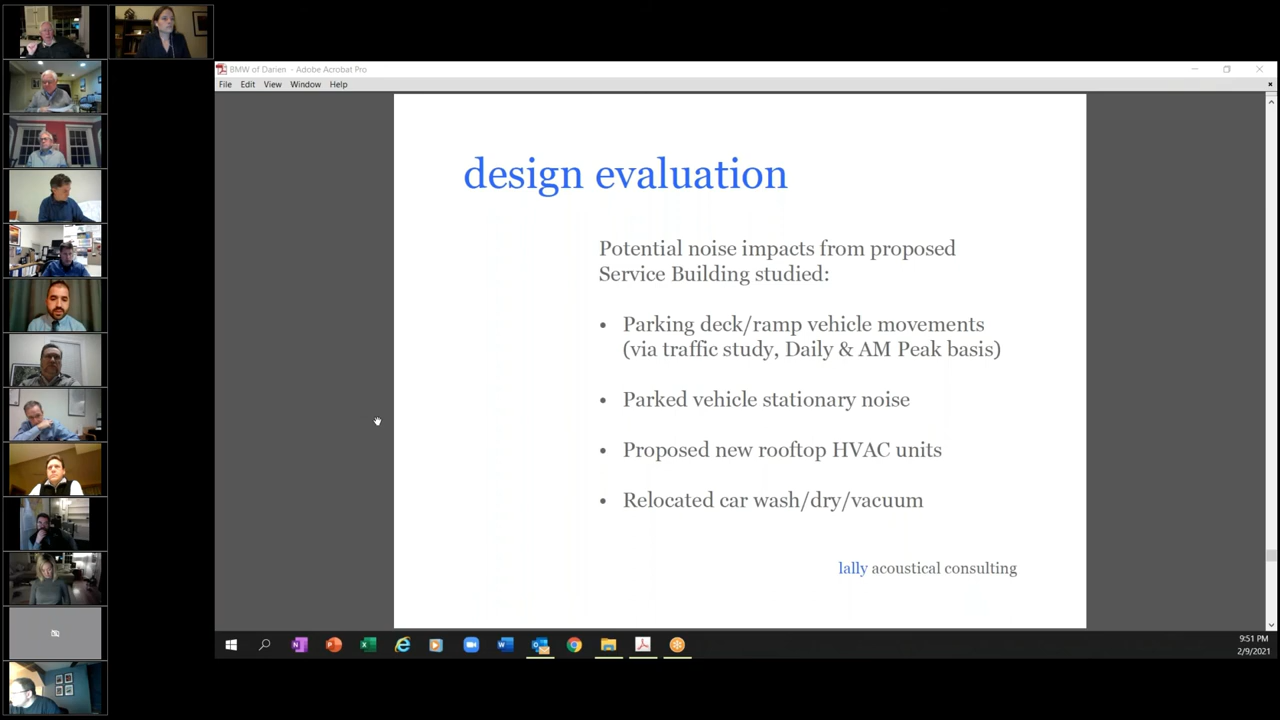 BMW of Darien - Adobe Acrobat Pro
File Edit View Window Help
design evaluation
Potential noise impacts from proposed
Service Building studied:
• Parking deck/ramp vehicle movements
(via traffic study, Daily & AM Peak basis)
• Parked vehicle stationary noise
• Proposed new rooftop HVAC units
• Relocated car wash/dry/vacuum
lally acoustical consulting
9:51 PM
2/9/2021